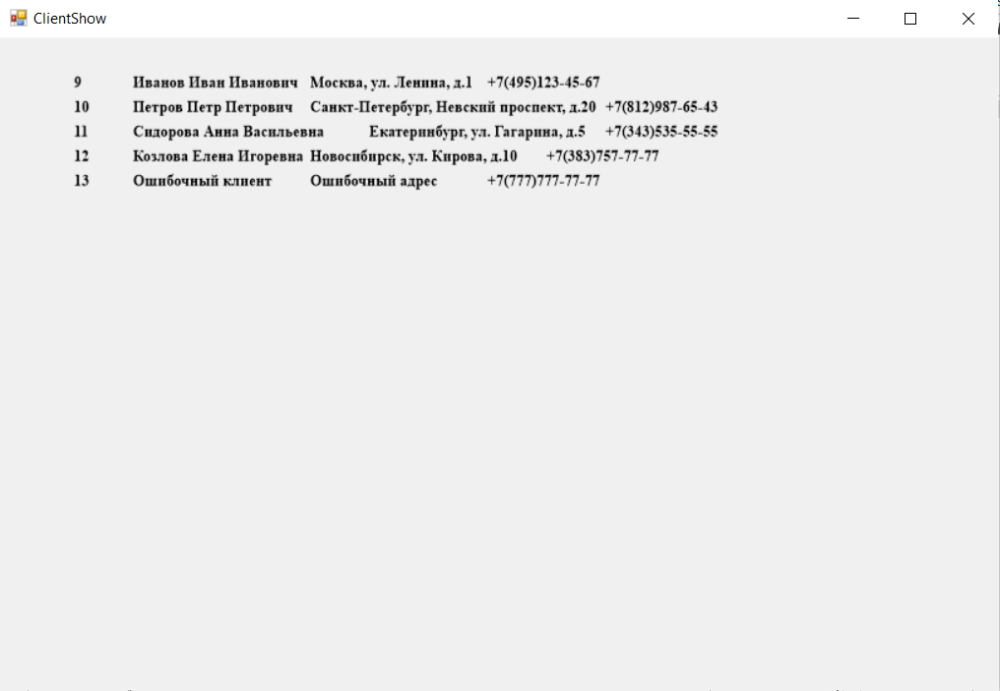 ClientShow
9 Иванов Иван Иванович Москва, ул. Ленина, д.1 +7(495)123-45-67
10 Петров Петр Петрович Санкт-Петербург, Невский проспект, д.20 +7(812)987-65-43
11 Сидорова Анна Васильевна Екатеринбург, ул. Гагарина, д.5 +7(343)535-55-55
12 Козлова Елена Игоревна Новосибирск, ул. Кирова, д.10 +7(383)757-77-77
13 Ошибочный клиент Ошибочный адрес +7(777)777-77-77